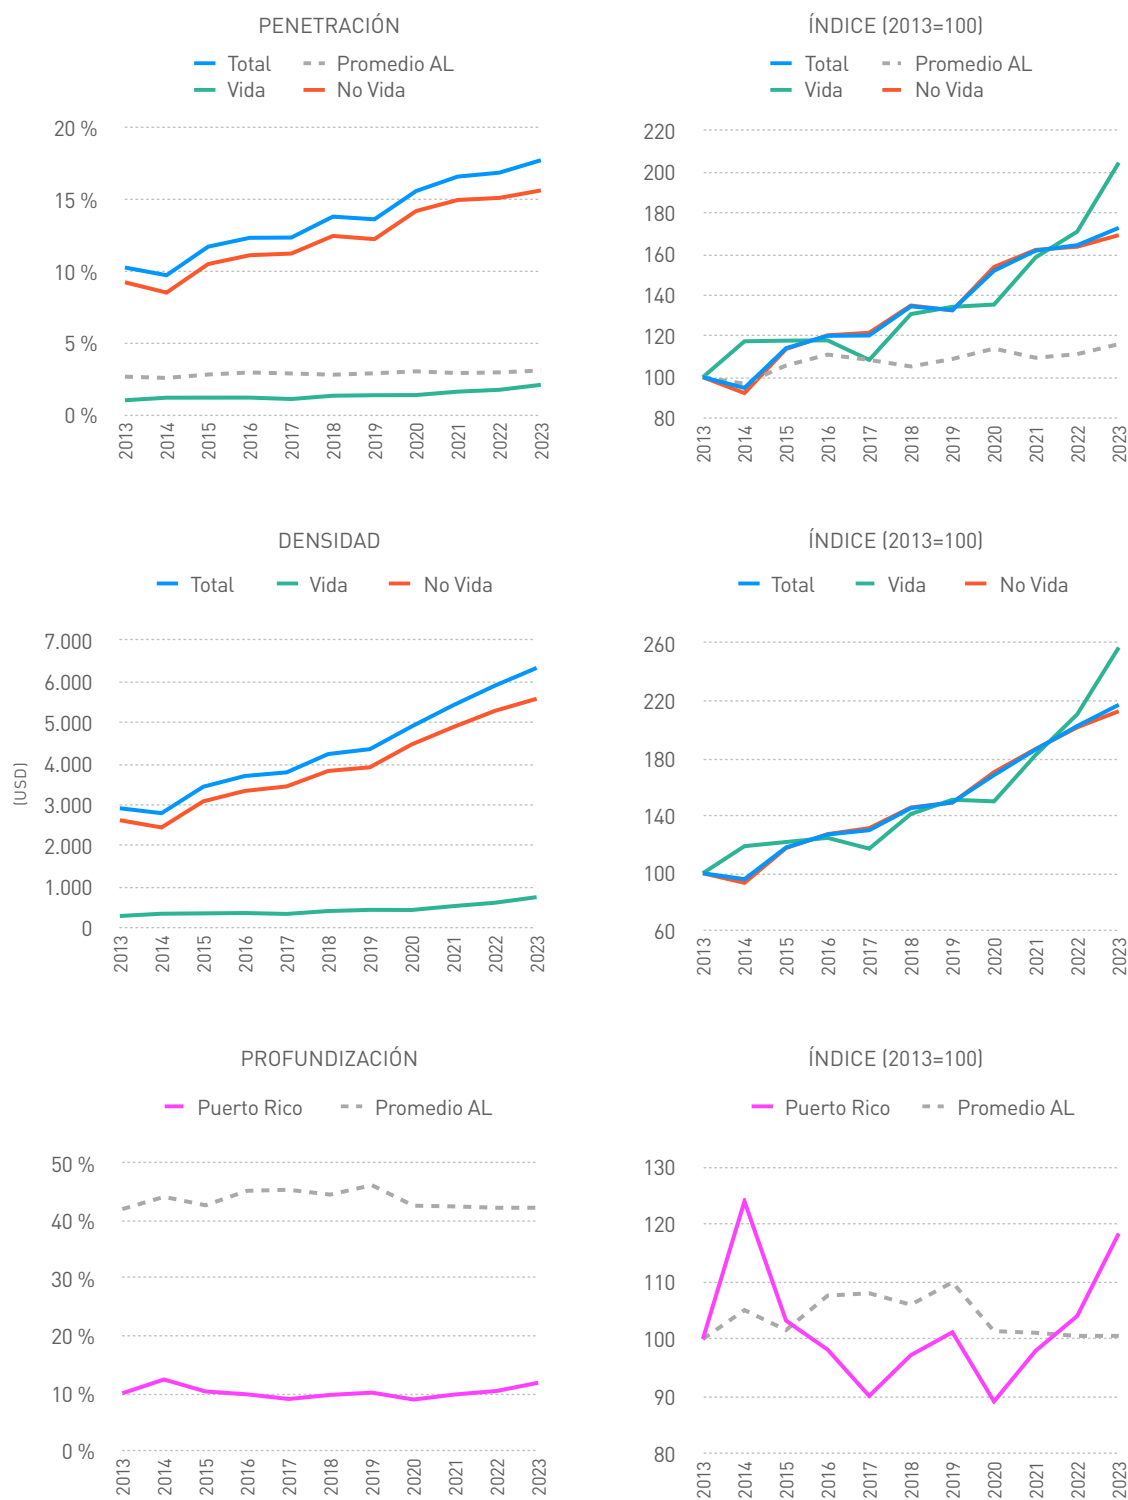 PENETRACIÓN
Total Promedio AL
Vida No Vida
20 %
15 %
10 %
5 %
0 %
2013 2014 2015 2016 2017 2018 2019 2020 2021 2022 2023
ÍNDICE (2013=100)
Total Promedio AL
Vida No Vida
220
200
180
160
140
120
100
80
2013 2014 2015 2016 2017 2018 2019 2020 2021 2022 2023
DENSIDAD
Total Vida No Vida
(USD)
7.000
6.000
5.000
4.000
3.000
2.000
1.000
0
2013 2014 2015 2016 2017 2018 2019 2020 2021 2022 2023
ÍNDICE (2013=100)
Total Vida No Vida
260
220
180
140
100
60
2013 2014 2015 2016 2017 2018 2019 2020 2021 2022 2023
PROFUNDIZACIÓN
Puerto Rico Promedio AL
50 %
40 %
30 %
20 %
10 %
0 %
2013 2014 2015 2016 2017 2018 2019 2020 2021 2022 2023
ÍNDICE (2013=100)
Puerto Rico Promedio AL
130
120
110
100
90
80
2013 2014 2015 2016 2017 2018 2019 2020 2021 2022 2023